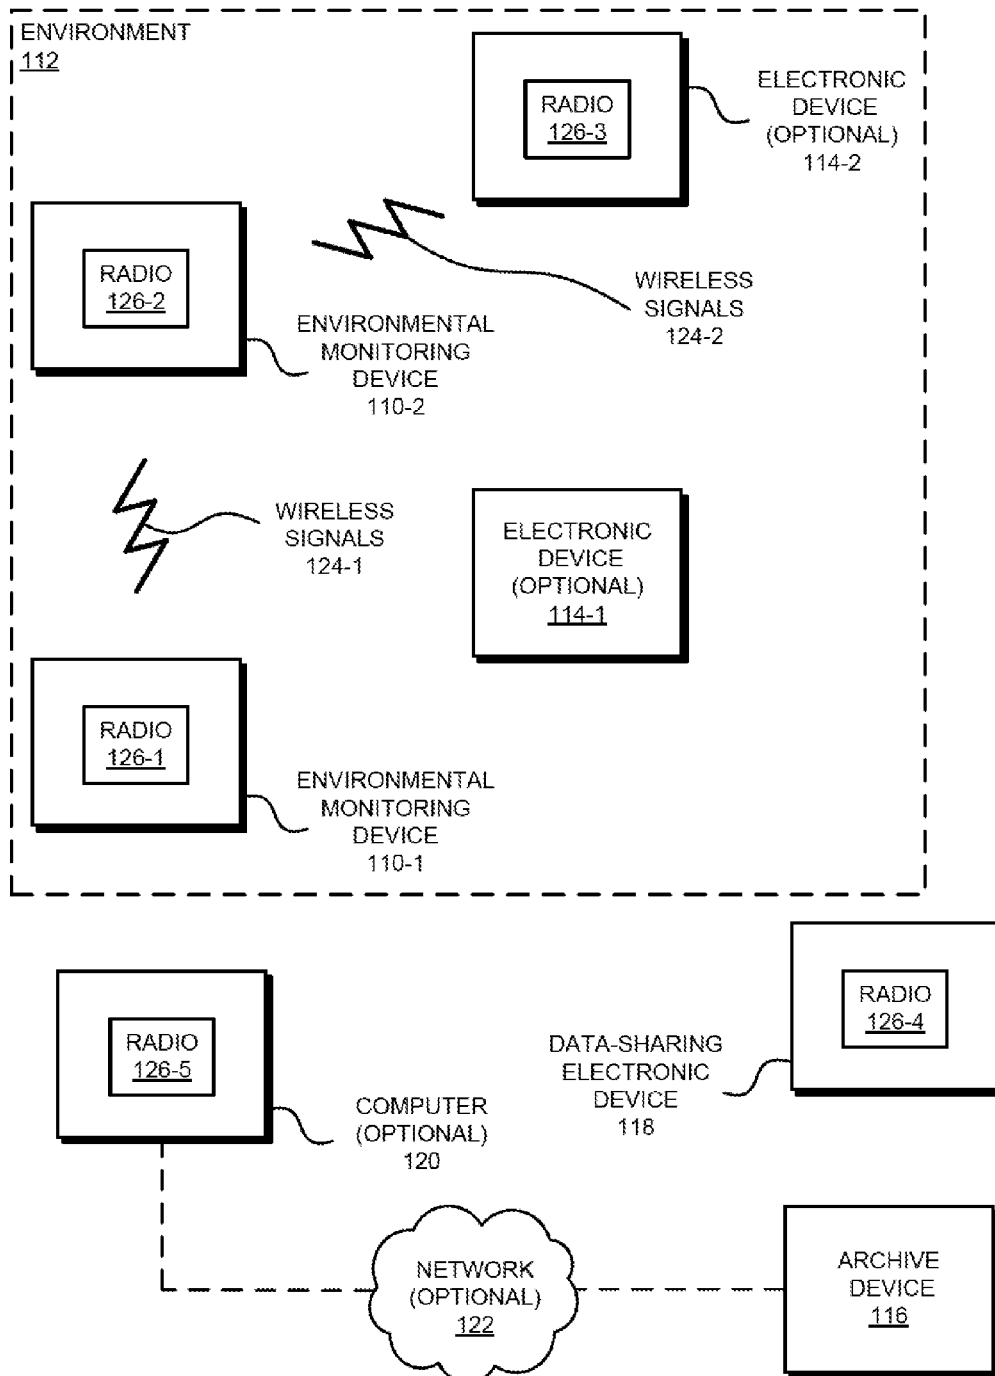 ENVIRONMENT
112
RADIO
126-3
ELECTRONIC
DEVICE
(OPTIONAL)
114-2
RADIO
126-2
WIRELESS
SIGNALS
124-2
ENVIRONMENTAL
MONITORING
DEVICE
110-2
WIRELESS
SIGNALS
124-1
ELECTRONIC
DEVICE
(OPTIONAL)
114-1
RADIO
126-1
ENVIRONMENTAL
MONITORING
DEVICE
110-1
RADIO
126-4
RADIO
126-5
DATA-SHARING
ELECTRONIC
DEVICE
118
COMPUTER
(OPTIONAL)
120
NETWORK
(OPTIONAL)
122
ARCHIVE
DEVICE
116